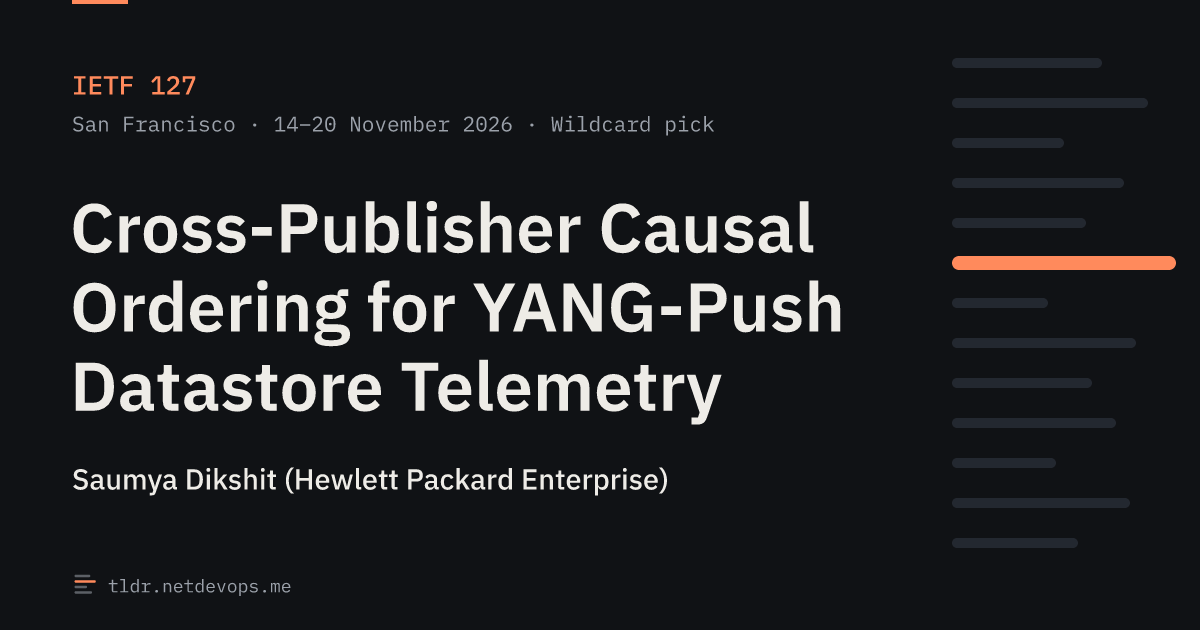 IETF 127
San Francisco · 14–20 November 2026 · Wildcard pick
Cross-Publisher Causal
Ordering for YANG-Push
Datastore Telemetry
Saumya Dikshit (Hewlett Packard Enterprise)
tldr.netdevops.me